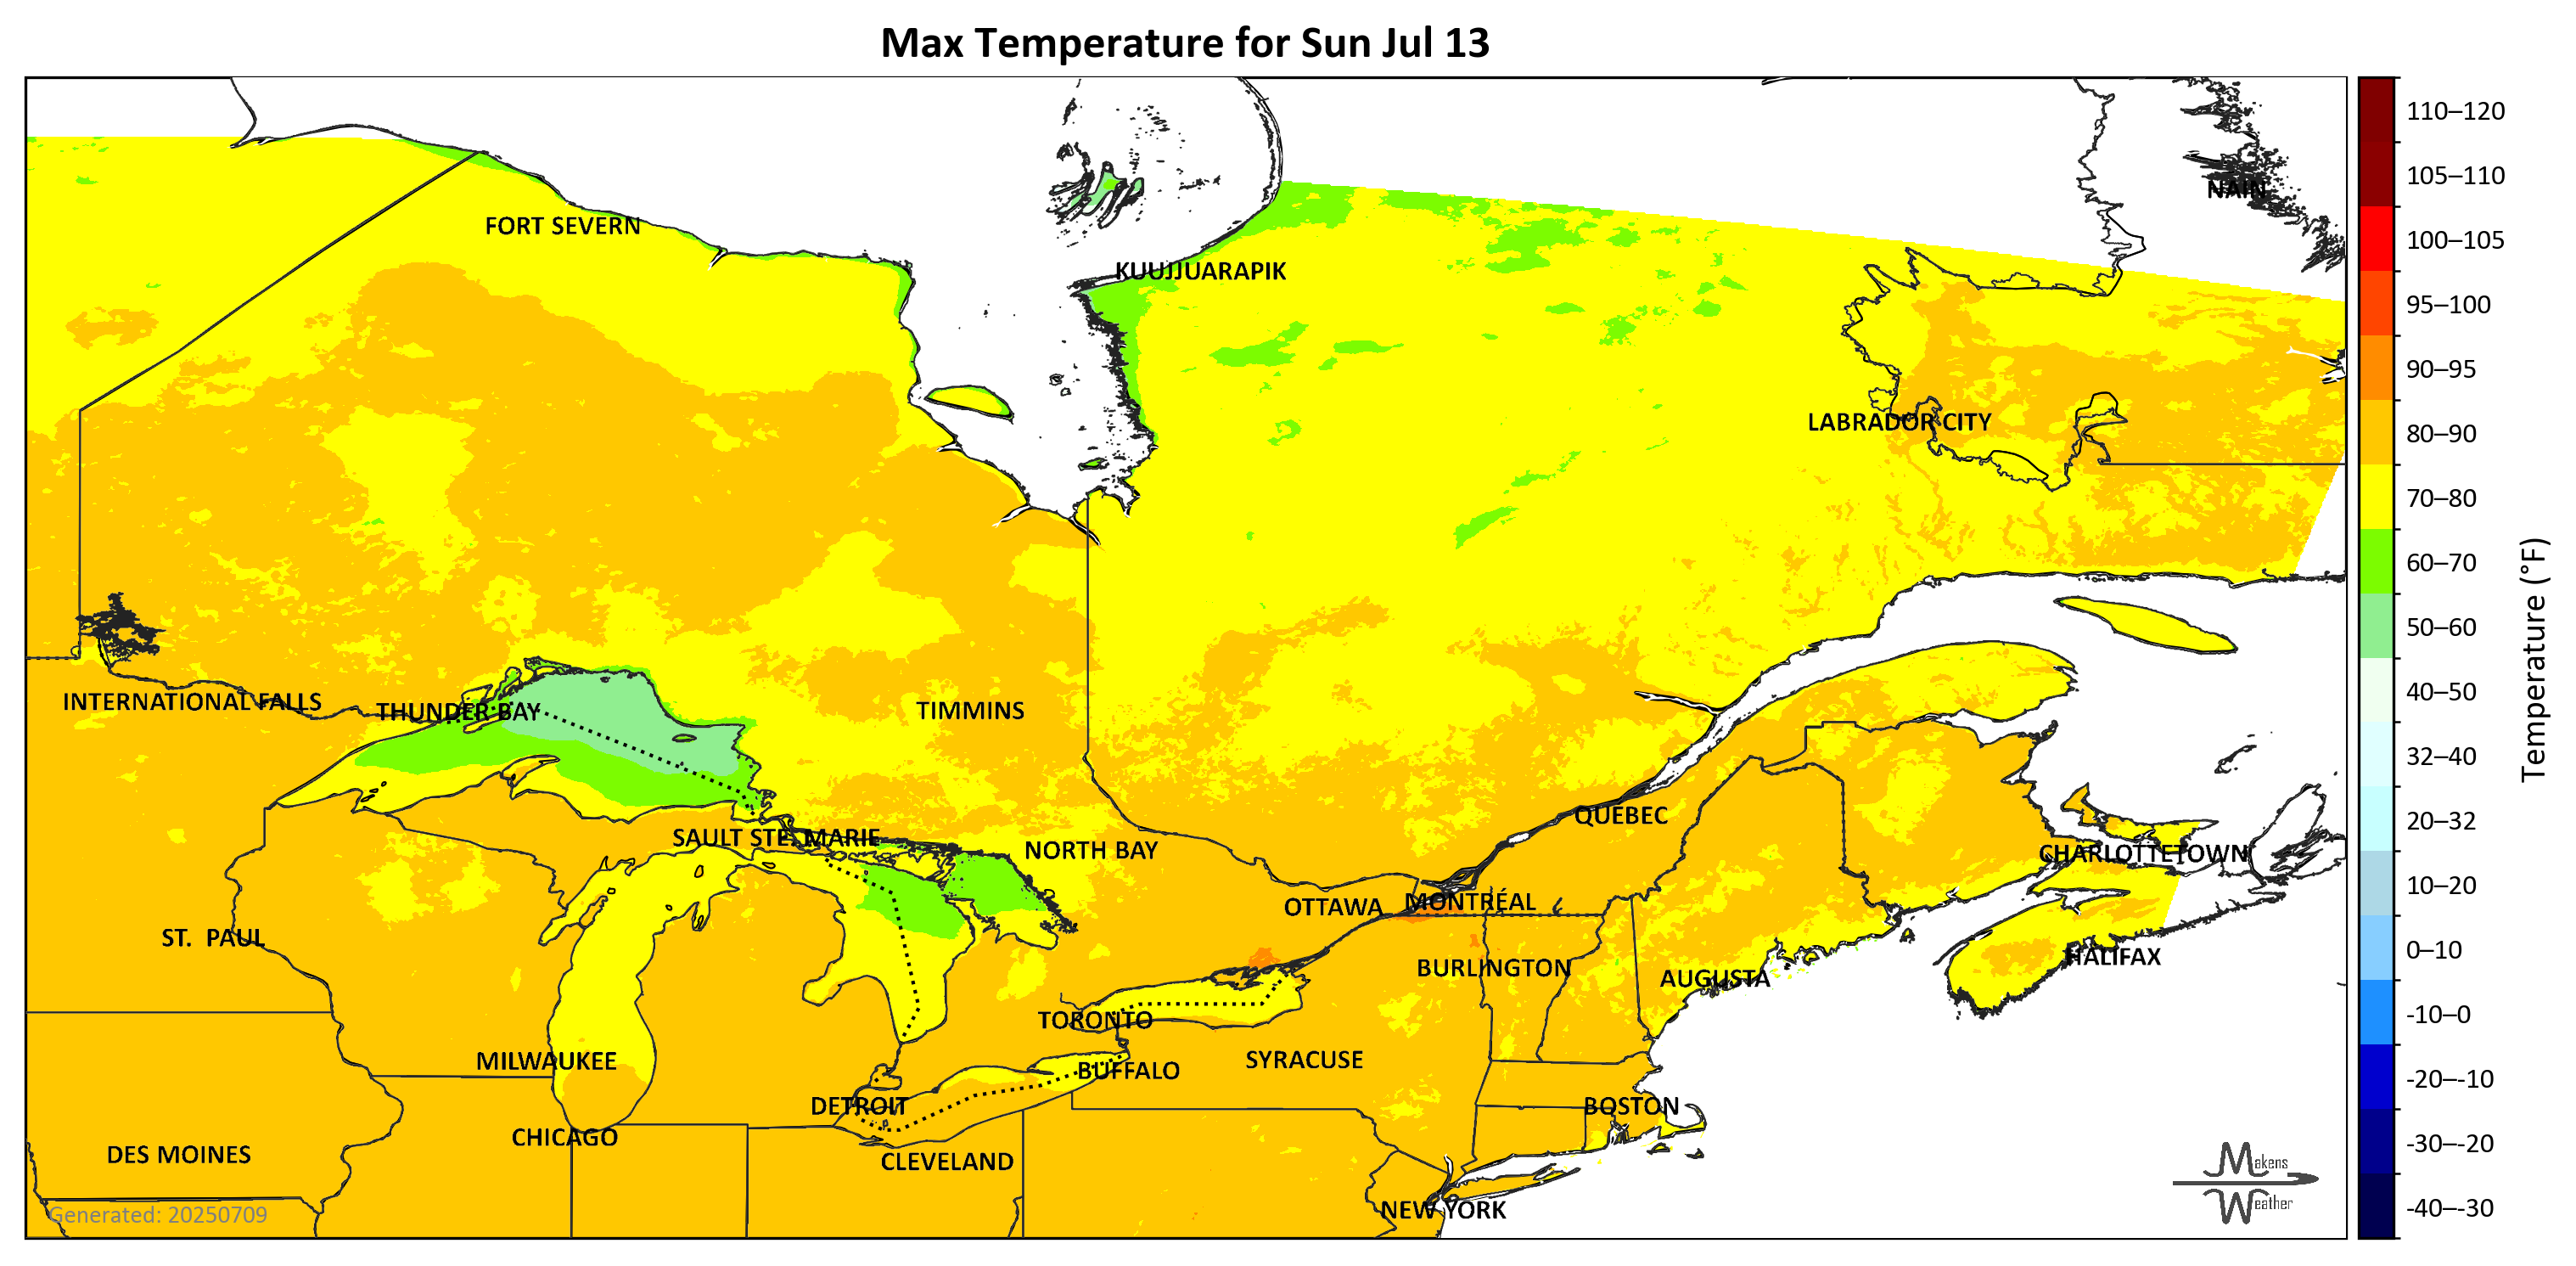 Max Temperature for Sun Jul 13
110–120
105–110
NAIN
FORT SEVERN
100–105
KUUJJUARAPIK
95–100
90–95
LABRADOR CITY
80–90
70–80
60–70
50–60
INTERNATIONAL FALLS
THUNDER BAY
TIMMINS
40–50
32–40
Temperature (°F)
QUÉBEC
20–32
SAULT STE. MARIE
NORTH BAY
CHARLOTTETOWN
10–20
OTTAWA
MONTRÉAL
ST. PAUL
0–10
HALIFAX
BURLINGTON
AUGUSTA
-10–0
TORONTO
MILWAUKEE
SYRACUSE
BUFFALO
-20–-10
DETROIT
BOSTON
CHICAGO
-30–-20
DES MOINES
CLEVELAND
Makens
Weather
-40–-30
NEW YORK
Generated: 20250709